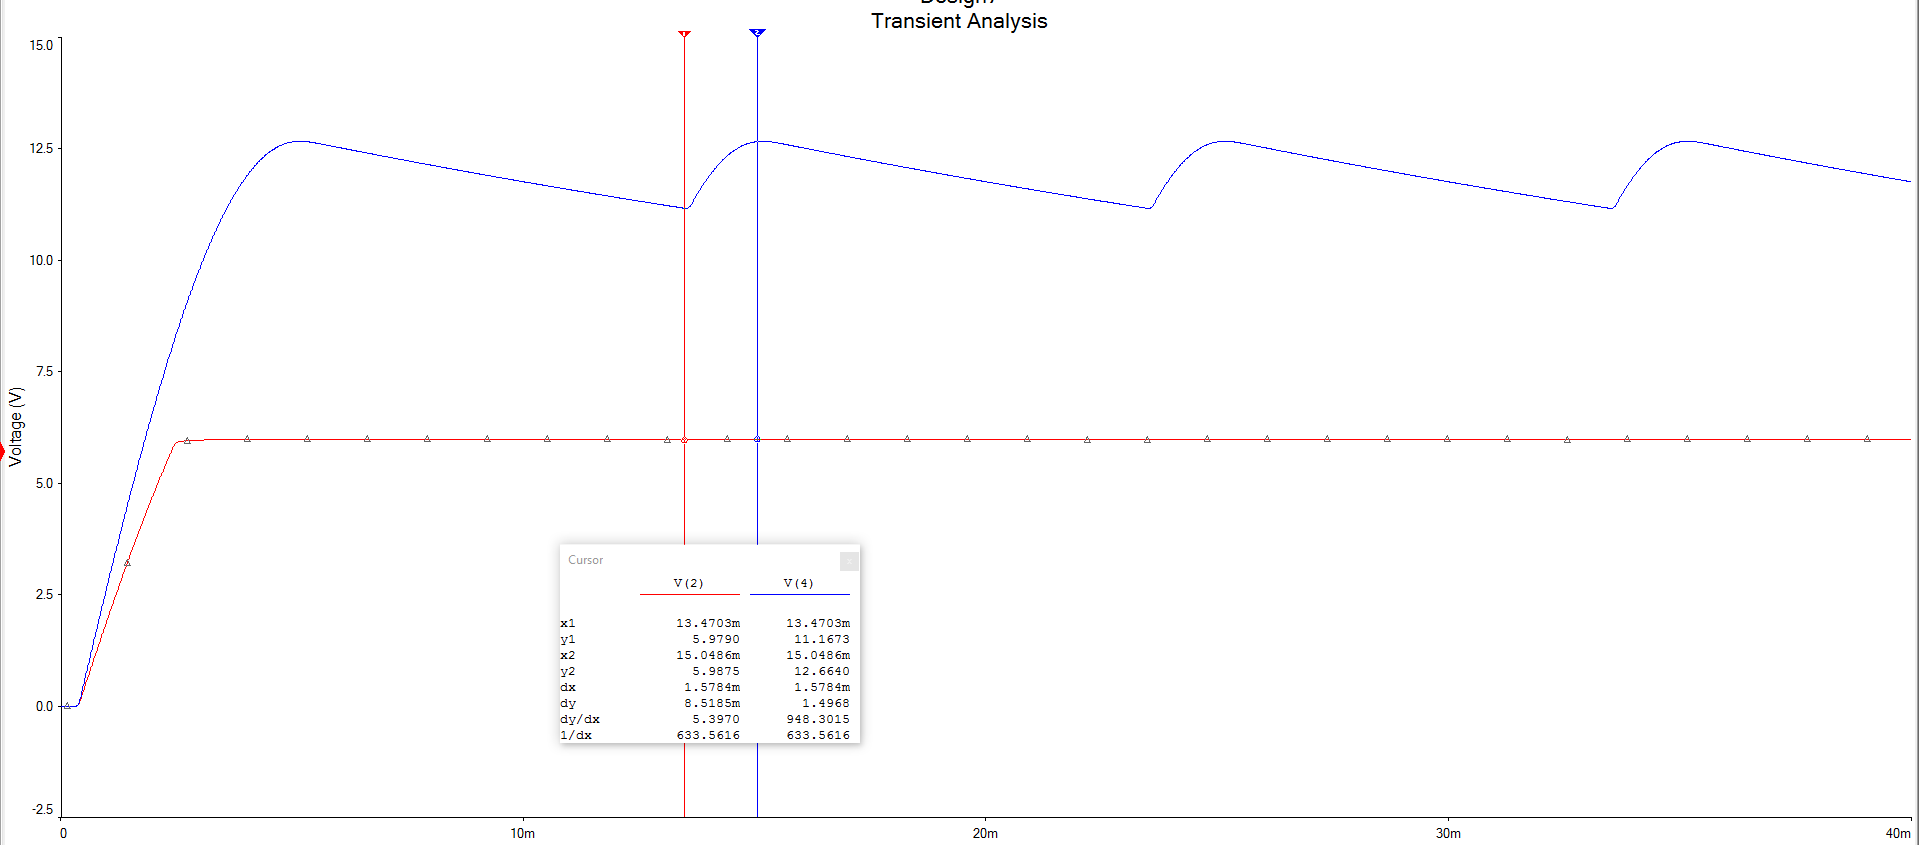 Design7
Transient Analysis
15.0
12.5
10.0
7.5
5.0
2.5
0.0
-2.5
Voltage (V)
1
2
Cursor
V(2) V(4)
x1 13.4703m 13.4703m
y1 5.9790 11.1673
x2 15.0486m 15.0486m
y2 5.9875 12.6640
dx 1.5784m 1.5784m
dy 8.5185m 1.4968
dy/dx 5.3970 948.3015
1/dx 633.5616 633.5616
0 10m 20m 30m 40m